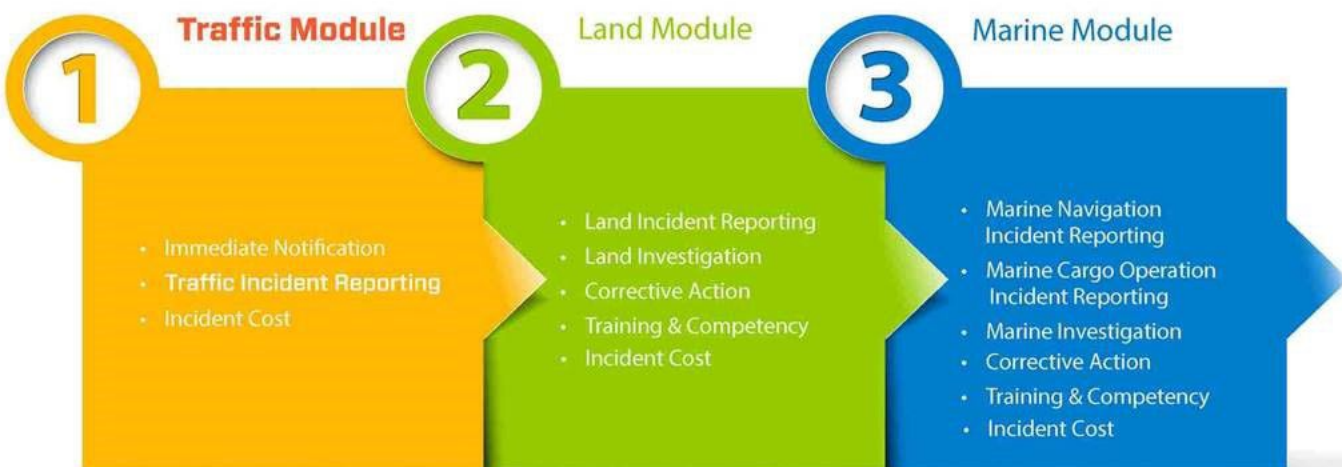 1
Traffic Module
• Immediate Notification
• Traffic Incident Reporting
• Incident Cost
2
Land Module
• Land Incident Reporting
• Land Investigation
• Corrective Action
• Training & Competency
• Incident Cost
3
Marine Module
• Marine Navigation
Incident Reporting
• Marine Cargo Operation
Incident Reporting
• Marine Investigation
• Corrective Action
• Training & Competency
• Incident Cost